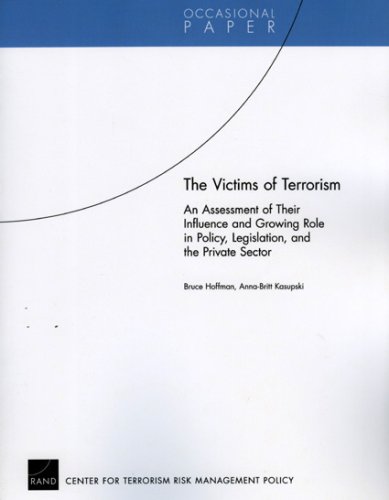 OCCASIONAL
PAPER
The Victims of Terrorism
An Assessment of Their
Influence and Growing Role
in Policy, Legislation, and
the Private Sector
Bruce Hoffman, Anna-Britt Kasupski
RAND
CENTER FOR TERRORISM RISK MANAGEMENT POLICY